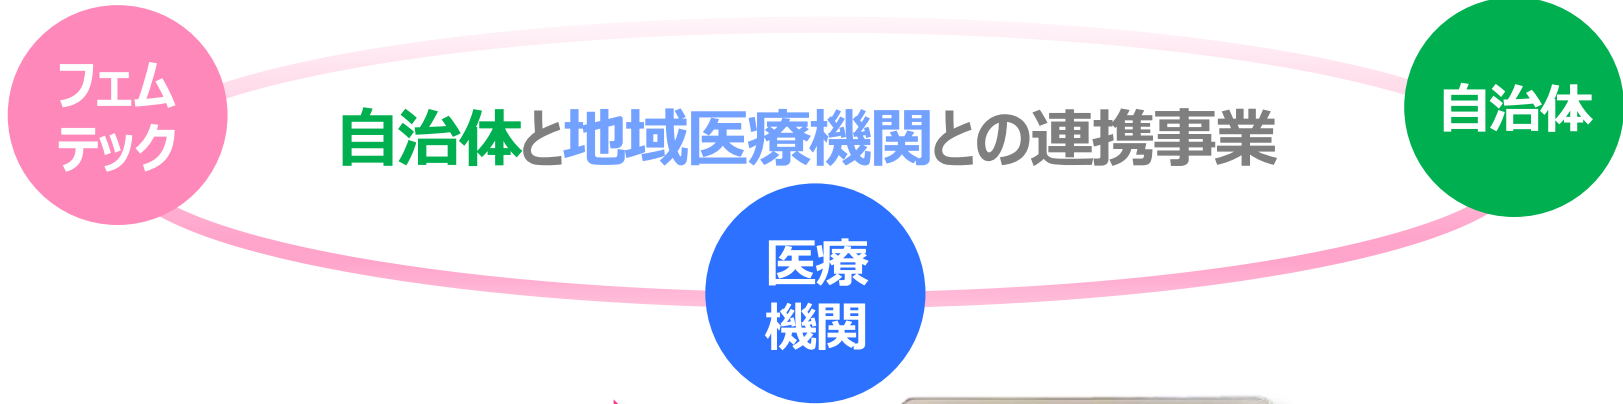 フェム
テック
自治体と地域医療機関との連携事業
自治体
医療
機関